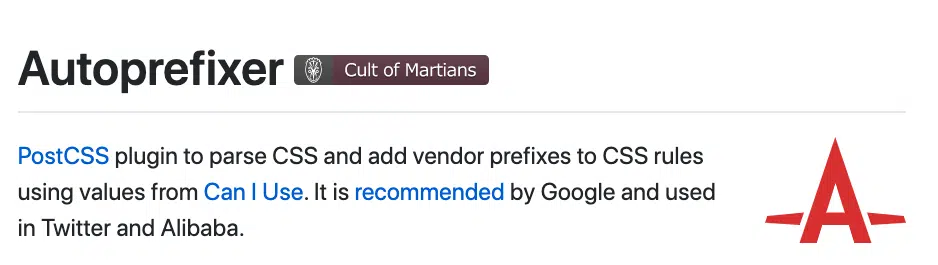 Autoprefixer Cult of Martians
PostCSS plugin to parse CSS and add vendor prefixes to CSS rules
using values from Can I Use. It is recommended by Google and used
in Twitter and Alibaba.
A